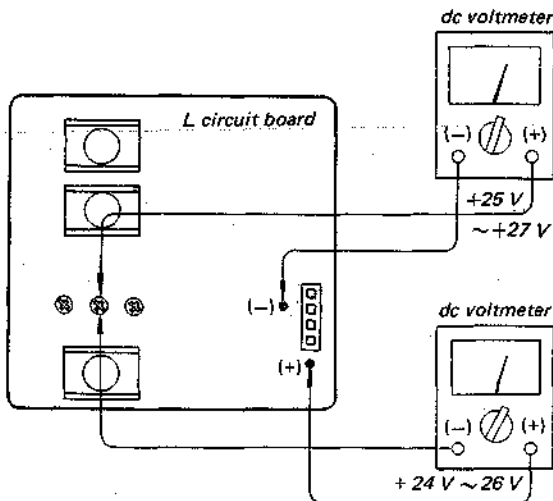 dc voltmeter
L circuit board
(−) (+)
+25 V
~ +27 V
(−)
dc voltmeter
(+)
(−) (+)
+ 24 V ~ 26 V